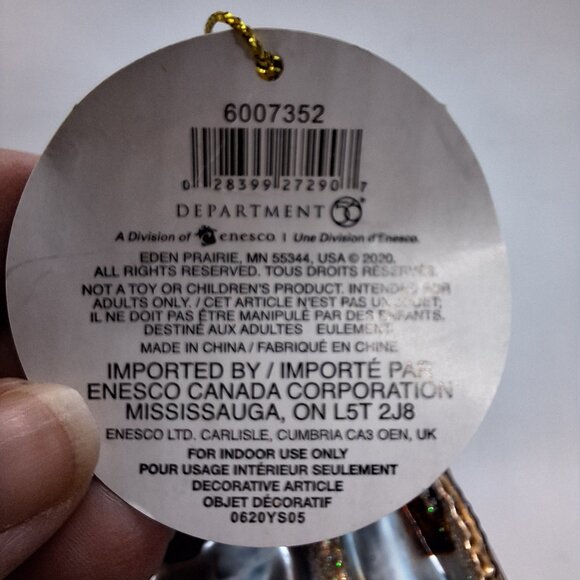 6007352
0 28399 27290 7
DEPARTMENT 56®
A Division of enesco. | Une Division d'Enesco.
EDEN PRAIRIE, MN 55344, USA © 2020.
ALL RIGHTS RESERVED. TOUS DROITS RÉSERVÉS.
NOT A TOY OR CHILDREN'S PRODUCT. INTENDED FOR
ADULTS ONLY. / CET ARTICLE N'EST PAS UN JOUET;
IL NE DOIT PAS ÊTRE MANIPULÉ PAR DES ENFANTS.
DESTINÉ AUX ADULTES EULEMENT.
MADE IN CHINA / FABRIQUÉ EN CHINE
IMPORTED BY / IMPORTÉ PAR
ENESCO CANADA CORPORATION
MISSISSAUGA, ON L5T 2J8
ENESCO LTD. CARLISLE, CUMBRIA CA3 OEN, UK
FOR INDOOR USE ONLY
POUR USAGE INTÉRIEUR SEULEMENT
DECORATIVE ARTICLE
OBJET DÉCORATIF
0620YS05